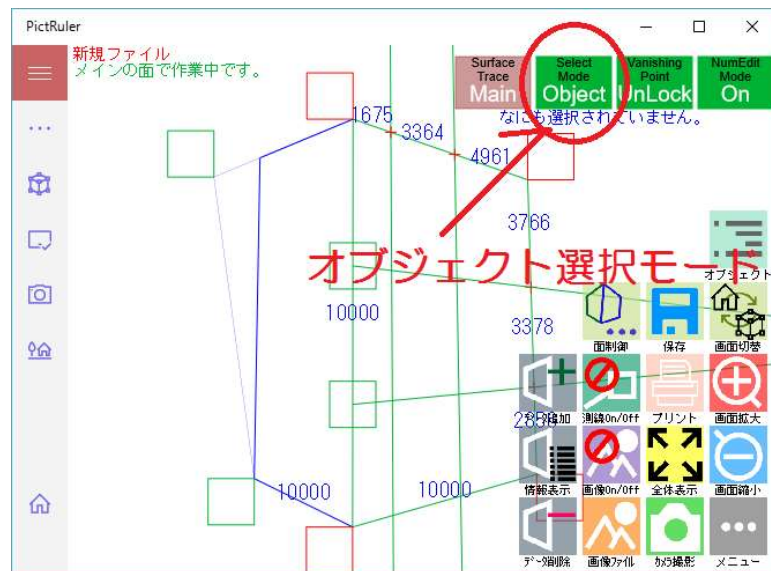 PictRuler
新規ファイル
メインの面で作業中です。
Surface
Trace
Main
Select
Mode
Object
Vanishing
Point
UnLock
NumEdit
Mode
On
なにも選択されていません。
1675
3364
4961
3766
オブジェクト選択モード
オブジェクト
10000
3378
面制御
保存
画面切替
測線On/Off
プリント
画面拡大
10000
10000
情報表示
画像On/Off
全体表示
画面縮小
データ削除
画像ファイル
カメラ撮影
メニュー